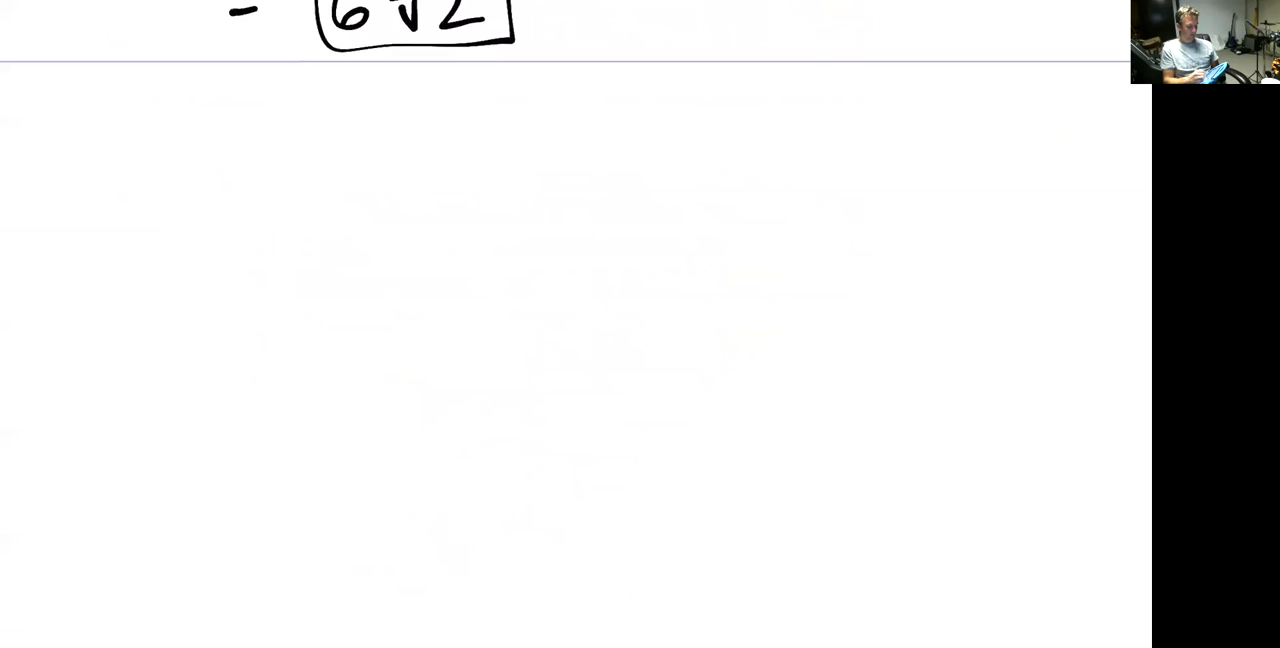 = 6√2